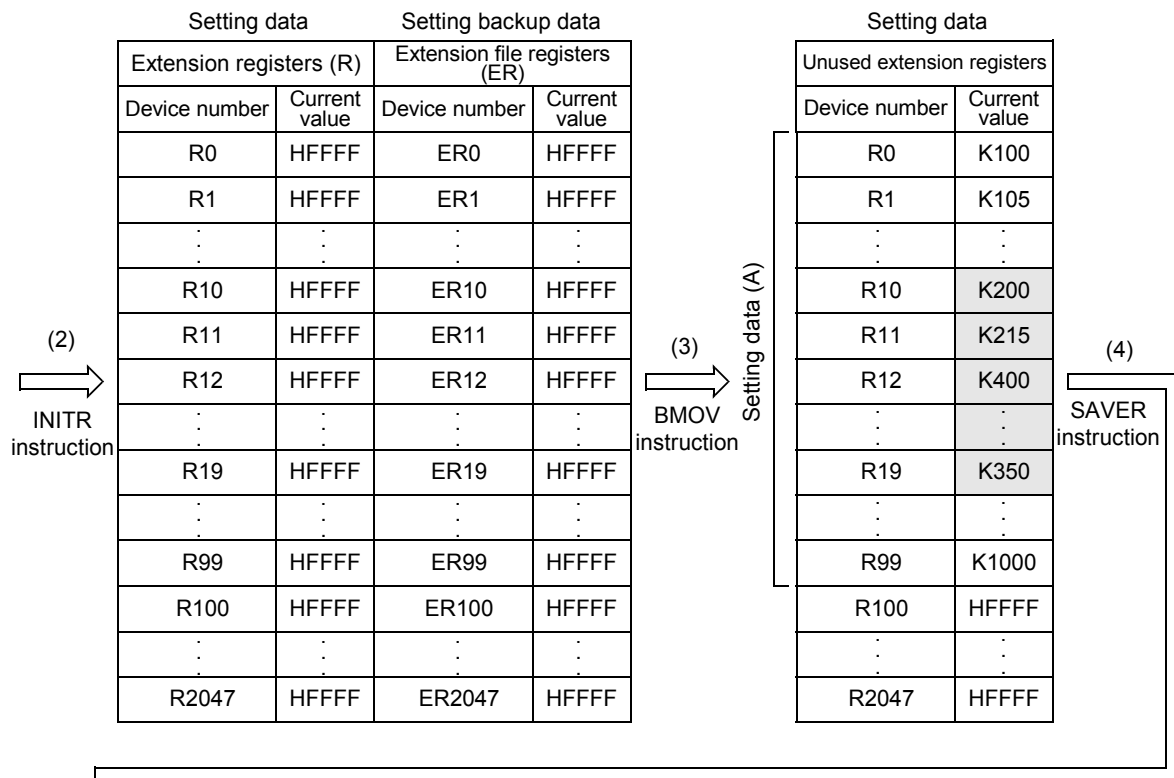 Setting data Setting backup data Setting data
Extension registers (R) Extension file registers (ER) Unused extension registers
Device number Current value Device number Current value Device number Current value
R0 HFFFF ER0 HFFFF R0 K100
R1 HFFFF ER1 HFFFF R1 K105
: : : : : :
R10 HFFFF ER10 HFFFF R10 K200
R11 HFFFF ER11 HFFFF R11 K215
R12 HFFFF ER12 HFFFF R12 K400
: : : : : :
R19 HFFFF ER19 HFFFF R19 K350
: : : : : :
R99 HFFFF ER99 HFFFF R99 K1000
R100 HFFFF ER100 HFFFF R100 HFFFF
: : : : : :
R2047 HFFFF ER2047 HFFFF R2047 HFFFF
(2)
INITR
instruction
(3)
BMOV
instruction
Setting data (A)
(4)
SAVER
instruction